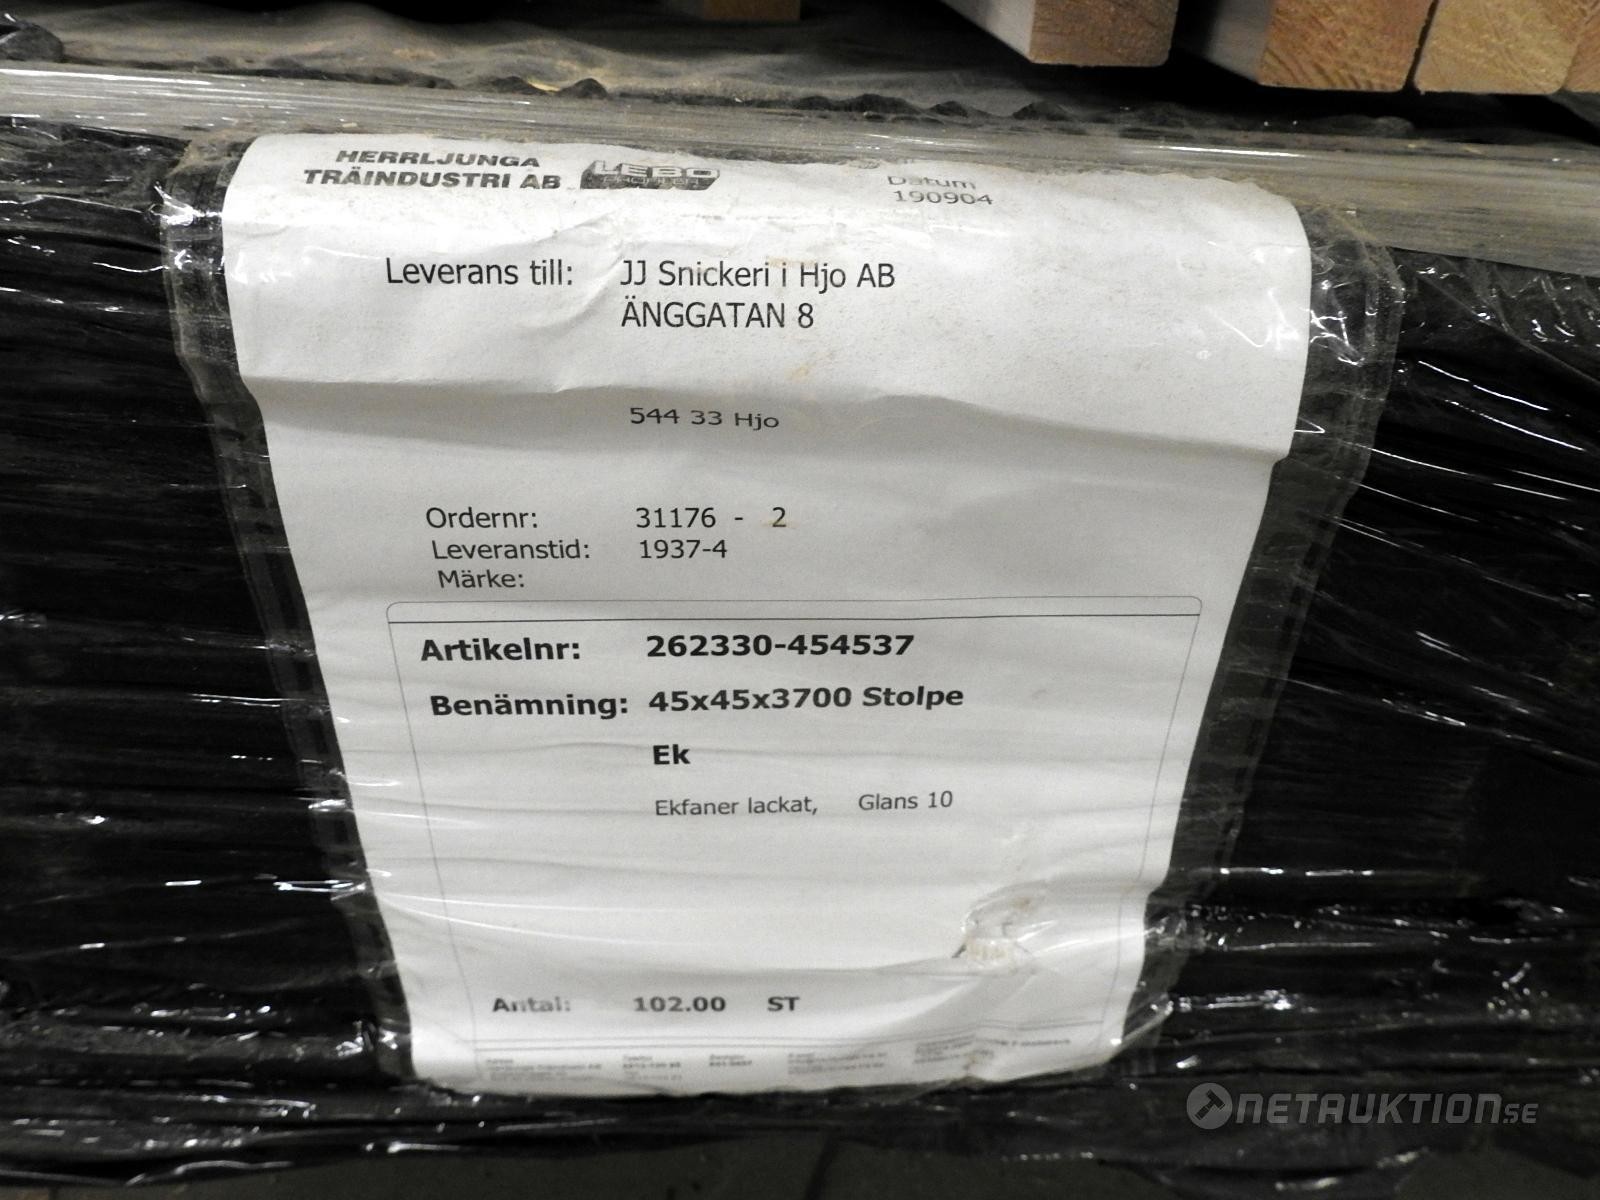 HERRLJUNGA
TRÄINDUSTRI AB
LEBO
PROFILER
Datum
190904
Leverans till: JJ Snickeri i Hjo AB
ÄNGGATAN 8
544 33 Hjo
Ordernr: 31176 - 2
Leveranstid: 1937-4
Märke:
Artikelnr: 262330-454537
Benämning: 45x45x3700 Stolpe
Ek
Ekfaner lackat, Glans 10
Antal: 102.00 ST
NETAUKTION.SE